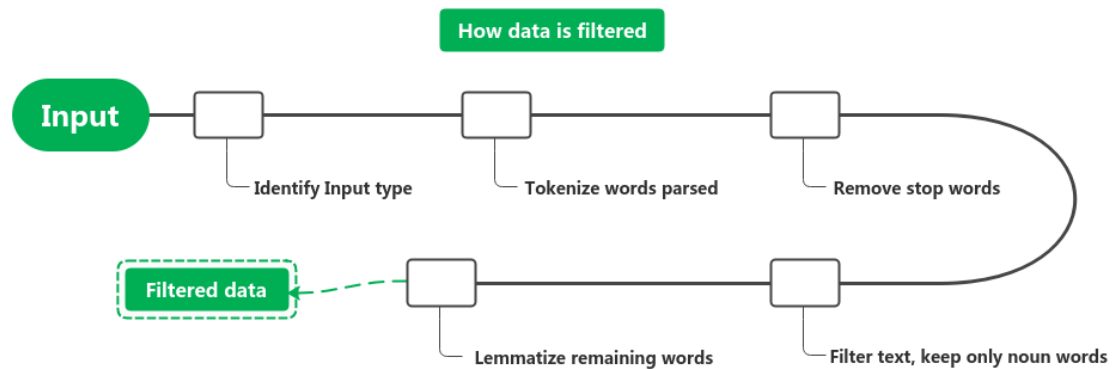 How data is filtered
Input
Identify Input type
Tokenize words parsed
Remove stop words
Filter text, keep only noun words
Lemmatize remaining words
Filtered data